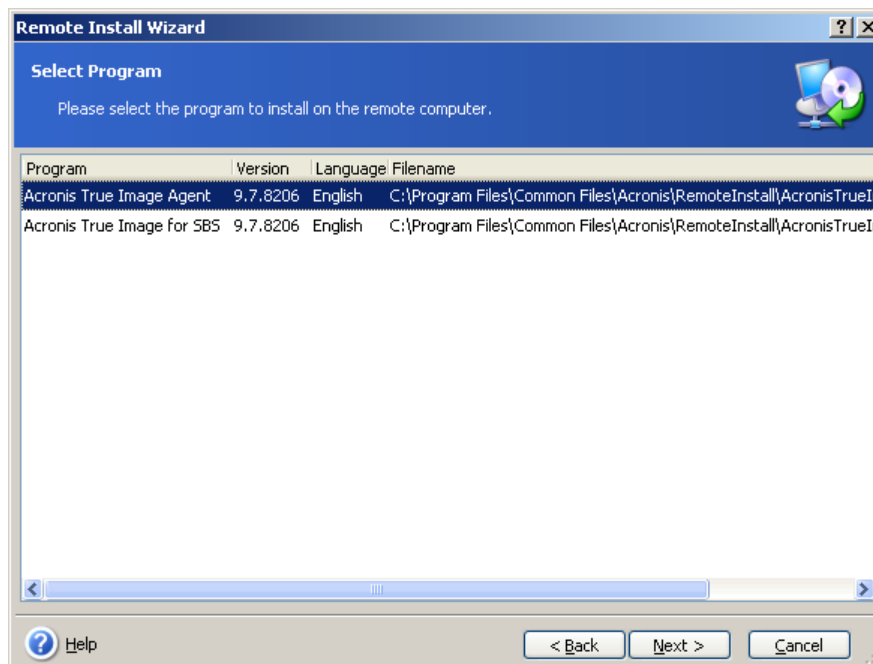 Remote Install Wizard
Select Program
Please select the program to install on the remote computer.
Program Version Language Filename
Acronis True Image Agent 9.7.8206 English C:\Program Files\Common Files\Acronis\RemoteInstall\AcronisTrueI
Acronis True Image for SBS 9.7.8206 English C:\Program Files\Common Files\Acronis\RemoteInstall\AcronisTrueI
Help < Back Next > Cancel